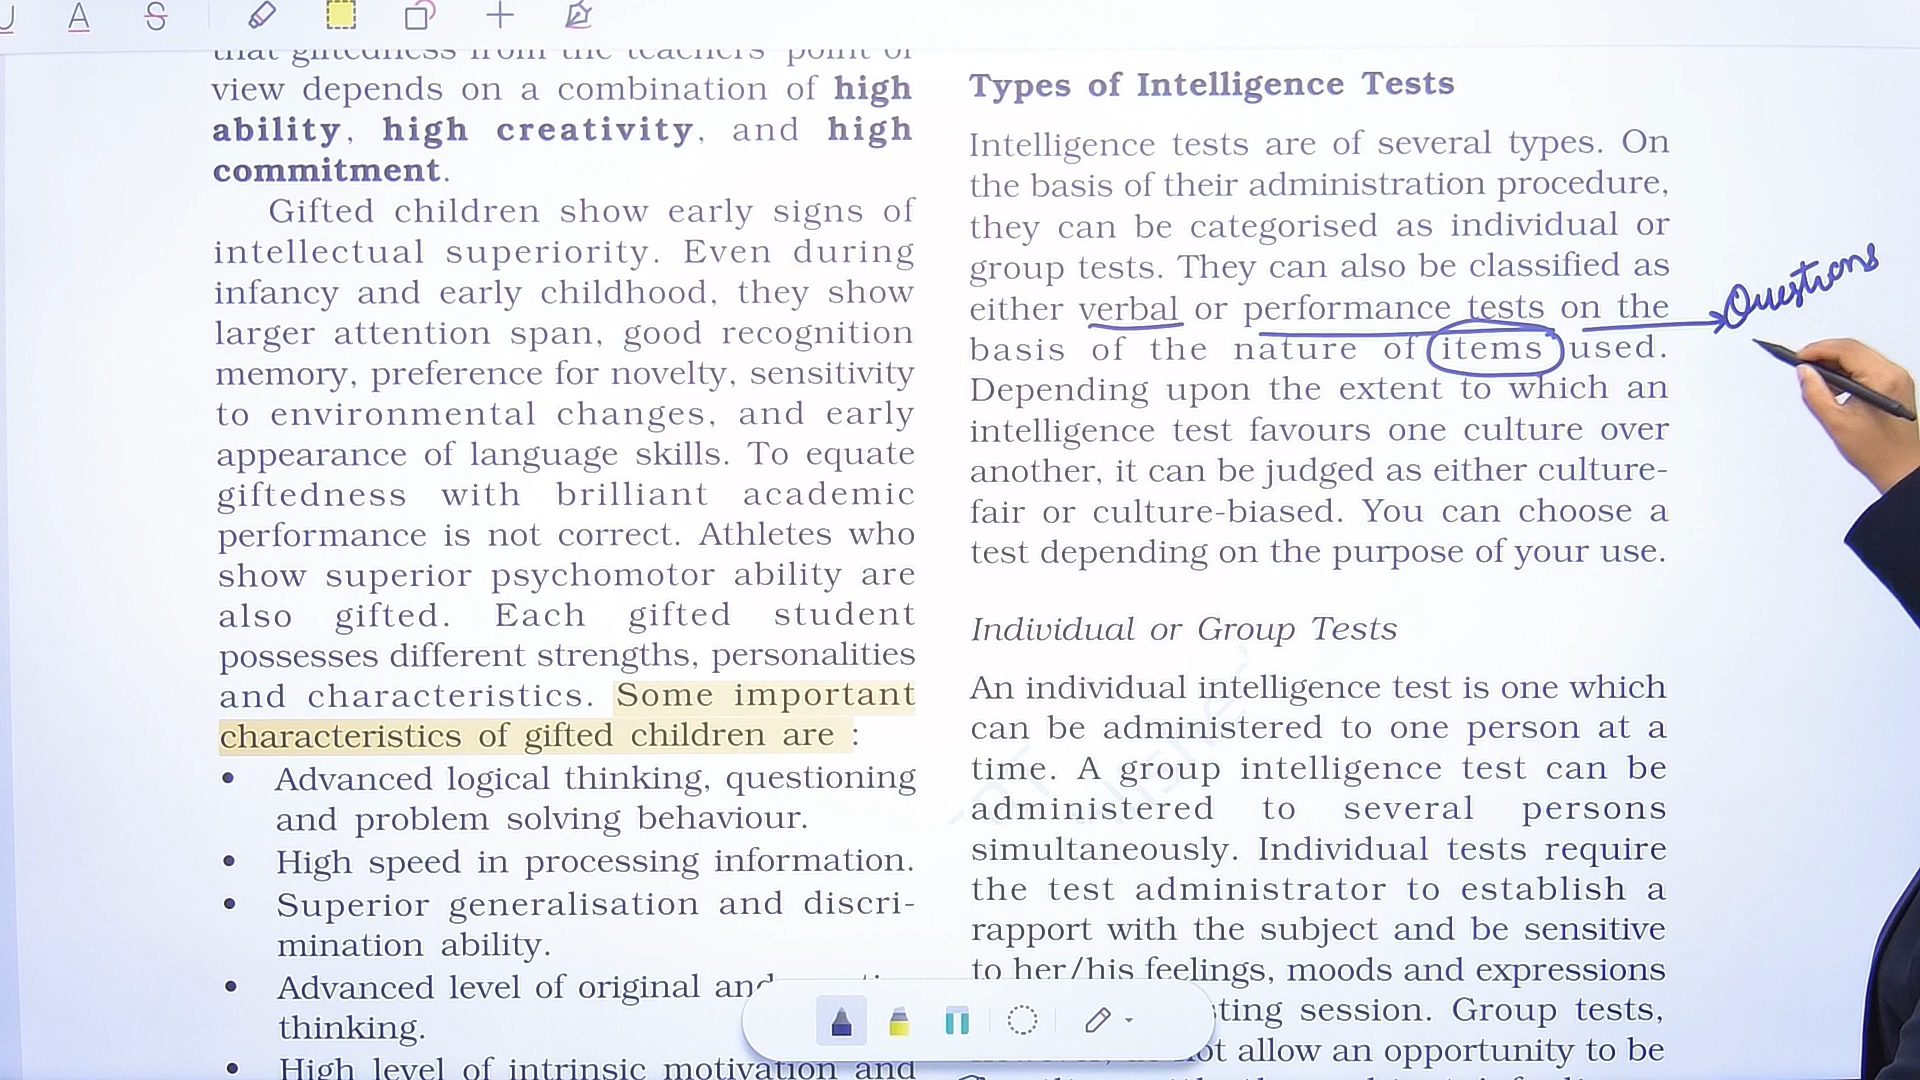 that giftedness from the teachers' point of
view depends on a combination of high
ability, high creativity, and high
commitment.
Gifted children show early signs of
intellectual superiority. Even during
infancy and early childhood, they show
larger attention span, good recognition
memory, preference for novelty, sensitivity
to environmental changes, and early
appearance of language skills. To equate
giftedness with brilliant academic
performance is not correct. Athletes who
show superior psychomotor ability are
also gifted. Each gifted student
possesses different strengths, personalities
and characteristics. Some important
characteristics of gifted children are :
• Advanced logical thinking, questioning
and problem solving behaviour.
• High speed in processing information.
• Superior generalisation and discri-
mination ability.
• Advanced level of original and
thinking.
• High level of intrinsic motivation and
Types of Intelligence Tests
Intelligence tests are of several types. On
the basis of their administration procedure,
they can be categorised as individual or
group tests. They can also be classified as
either verbal or performance tests on the
basis of the nature of items used.
Depending upon the extent to which an
intelligence test favours one culture over
another, it can be judged as either culture-
fair or culture-biased. You can choose a
test depending on the purpose of your use.
Individual or Group Tests
An individual intelligence test is one which
can be administered to one person at a
time. A group intelligence test can be
administered to several persons
simultaneously. Individual tests require
the test administrator to establish a
rapport with the subject and be sensitive
to her/his feelings, moods and expressions
sting session. Group tests,
not allow an opportunity to be
Questions